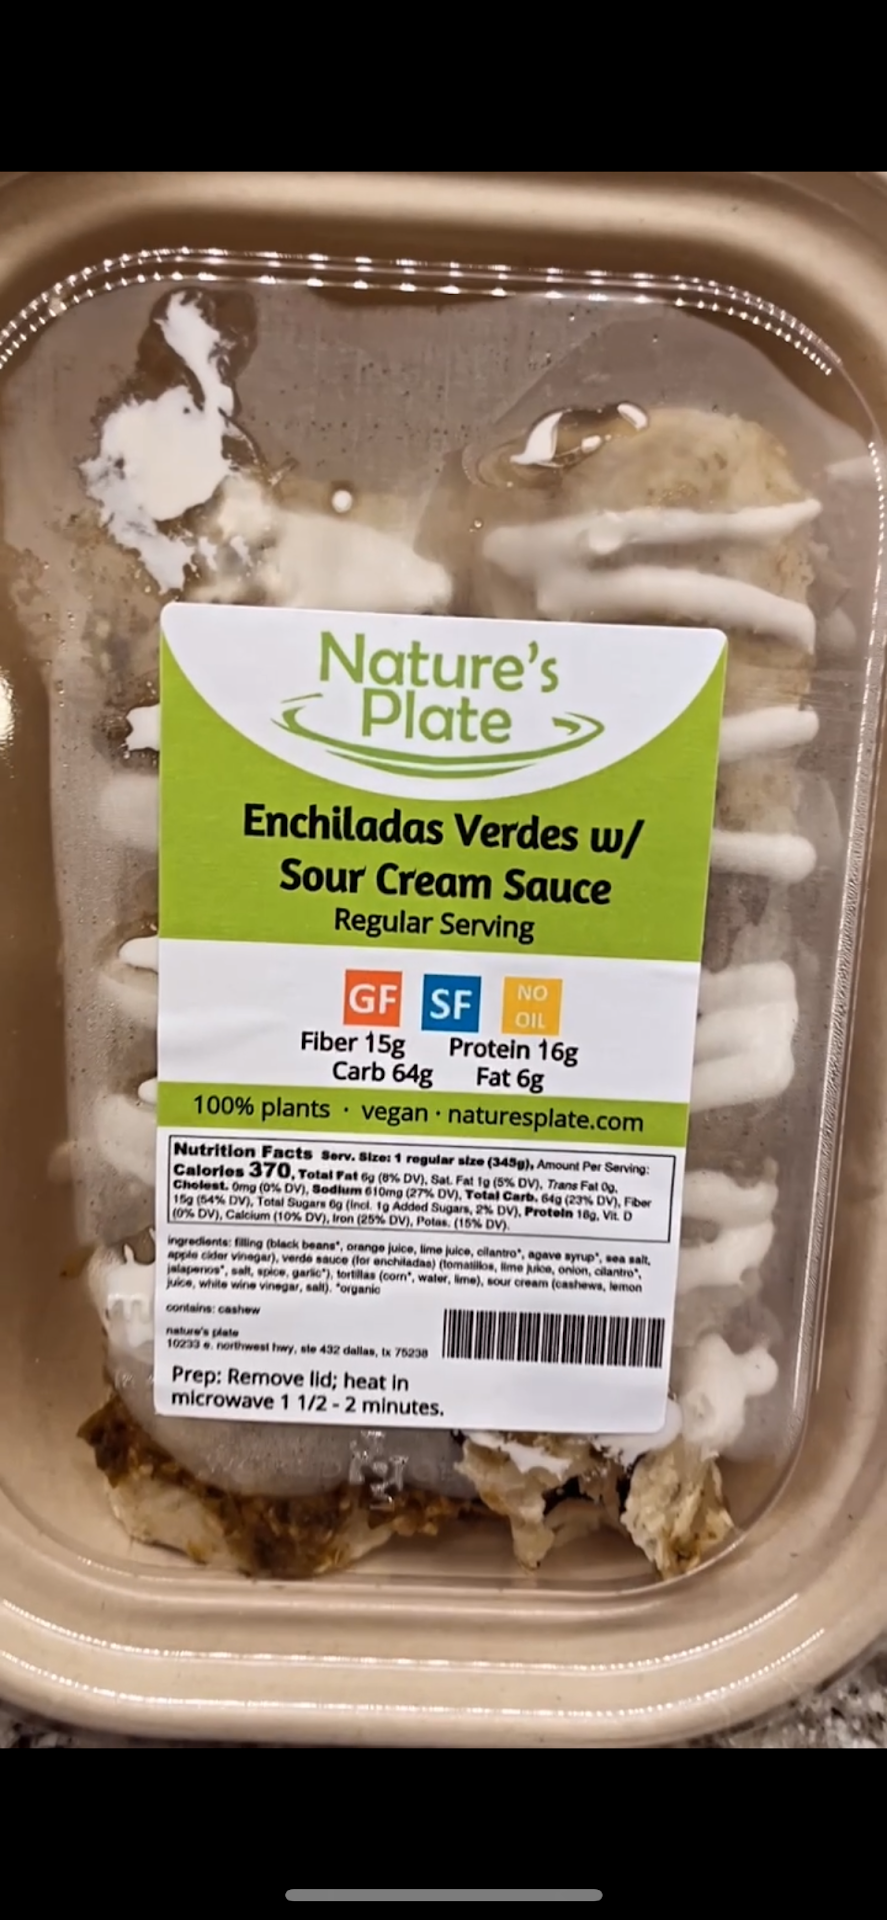 Nature's
Plate
Enchiladas Verdes w/
Sour Cream Sauce
Regular Serving
GF SF NO OIL
Fiber 15g Protein 16g
Carb 64g Fat 6g
100% plants · vegan · naturesplate.com
Nutrition Facts Serv. Size: 1 regular size (345g), Amount Per Serving:
Calories 370, Total Fat 6g (8% DV), Sat. Fat 1g (5% DV), Trans Fat 0g,
Cholest. 0mg (0% DV), Sodium 610mg (27% DV), Total Carb. 64g (23% DV), Fiber
15g (54% DV), Total Sugars 6g (Incl. 1g Added Sugars, 2% DV), Protein 16g, Vit. D
(0% DV), Calcium (10% DV), Iron (25% DV), Potas. (15% DV).
ingredients: filling (black beans*, orange juice, lime juice, cilantro*, agave syrup*, sea salt,
apple cider vinegar), verde sauce (for enchiladas) (tomatillos, lime juice, onion, cilantro*,
jalapenos*, salt, spice, garlic*), tortillas (corn*, water, lime), sour cream (cashews, lemon
juice, white wine vinegar, salt). *organic
contains: cashew
nature's plate
10233 e. northwest hwy, ste 432 dallas, tx 75238
Prep: Remove lid; heat in
microwave 1 1/2 - 2 minutes.